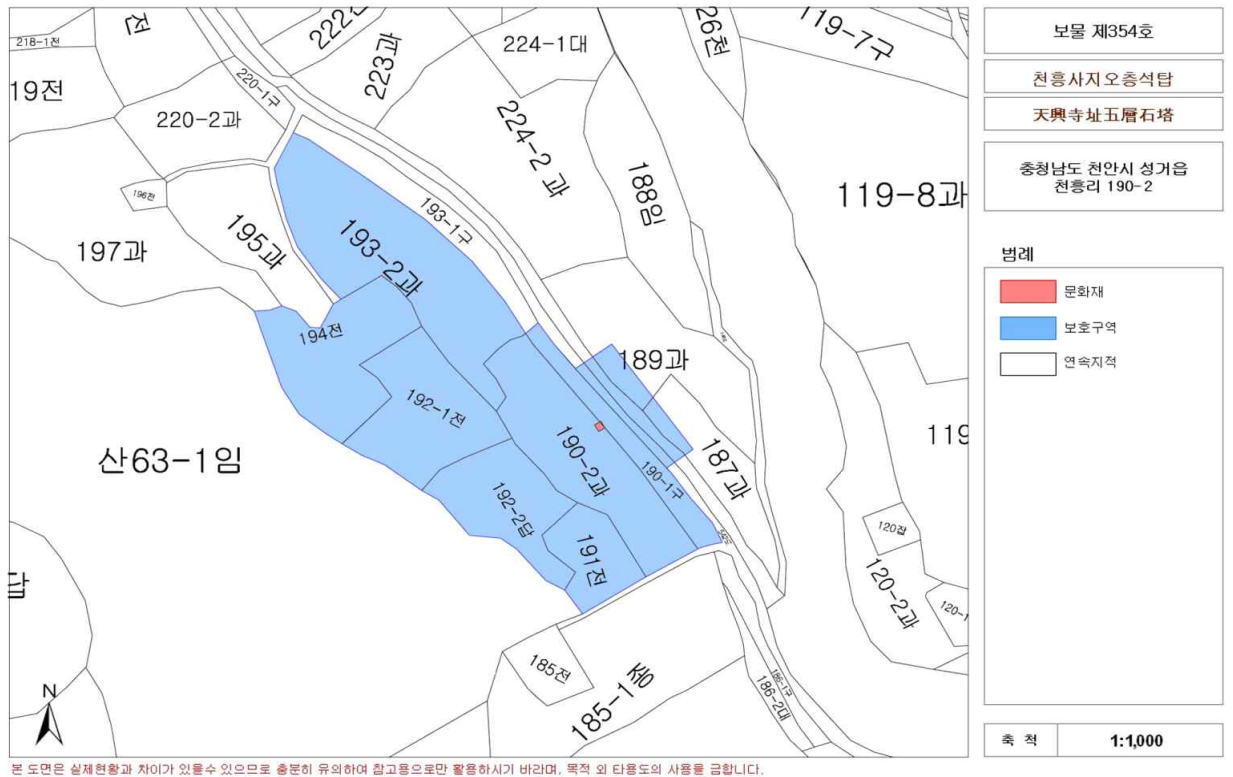 218-1전
전
222전
223과
224-1대
26천
119-7구
19전
220-1구
220-2과
224-2 과
188임
119-8과
196전
197과
195과
193-1구
193-2과
194전
189과
192-1전
190-2과
190-1구
187과
119
산63-1임
192-2답
191전
120잡
120-2과
120-1
답
185전
185-1종
186-1구
186-2대
N
보물 제354호
천흥사지오층석탑
天興寺址五層石塔
충청남도 천안시 성거읍
천흥리 190-2
범례
문화재
보호구역
연속지적
축 척
1:1,000
본 도면은 실제현황과 차이가 있을수 있으므로 충분히 유의하여 참고용으로만 활용하시기 바라며, 목적 외 타용도의 사용을 금합니다.